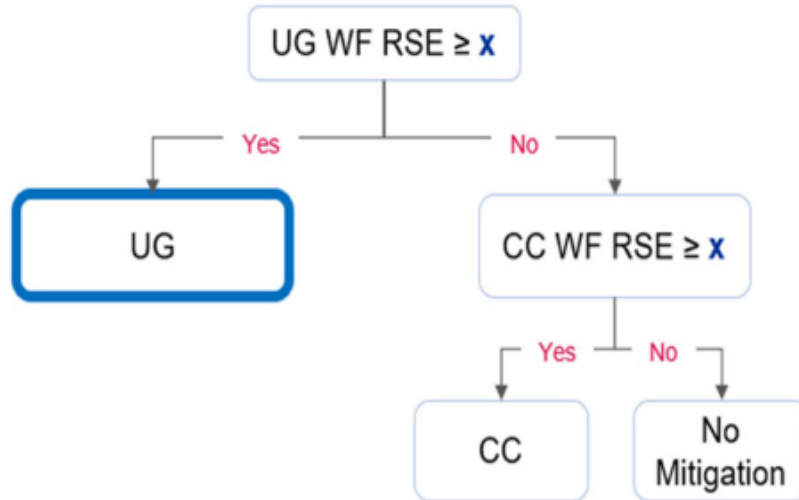 UG WF RSE ≥ x
Yes
No
UG
CC WF RSE ≥ x
Yes
No
CC
No
Mitigation